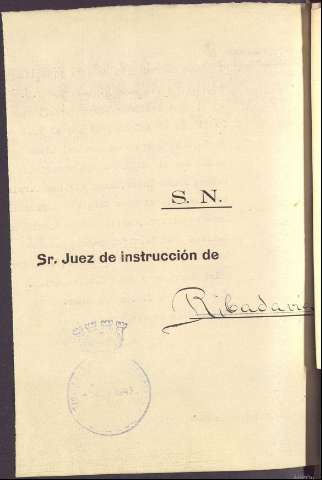 S. N.
Sr. Juez de instrucción de
Ribadavia